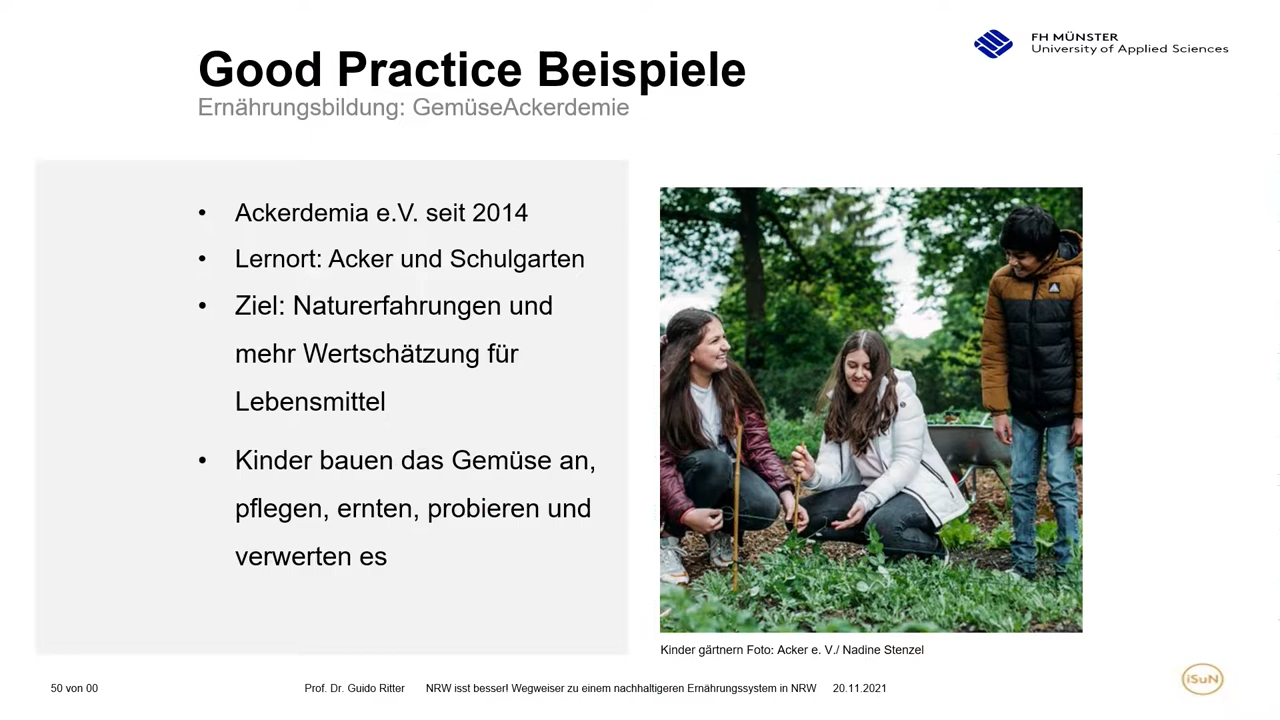 FH MÜNSTER
University of Applied Sciences
Good Practice Beispiele
Ernährungsbildung: GemüseAckerdemie
• Ackerdemia e.V. seit 2014
• Lernort: Acker und Schulgarten
• Ziel: Naturerfahrungen und
mehr Wertschätzung für
Lebensmittel
• Kinder bauen das Gemüse an,
pflegen, ernten, probieren und
verwerten es
Kinder gärtnern Foto: Acker e. V./ Nadine Stenzel
50 von 00
Prof. Dr. Guido Ritter
NRW isst besser! Wegweiser zu einem nachhaltigeren Ernährungssystem in NRW
20.11.2021
iSuN